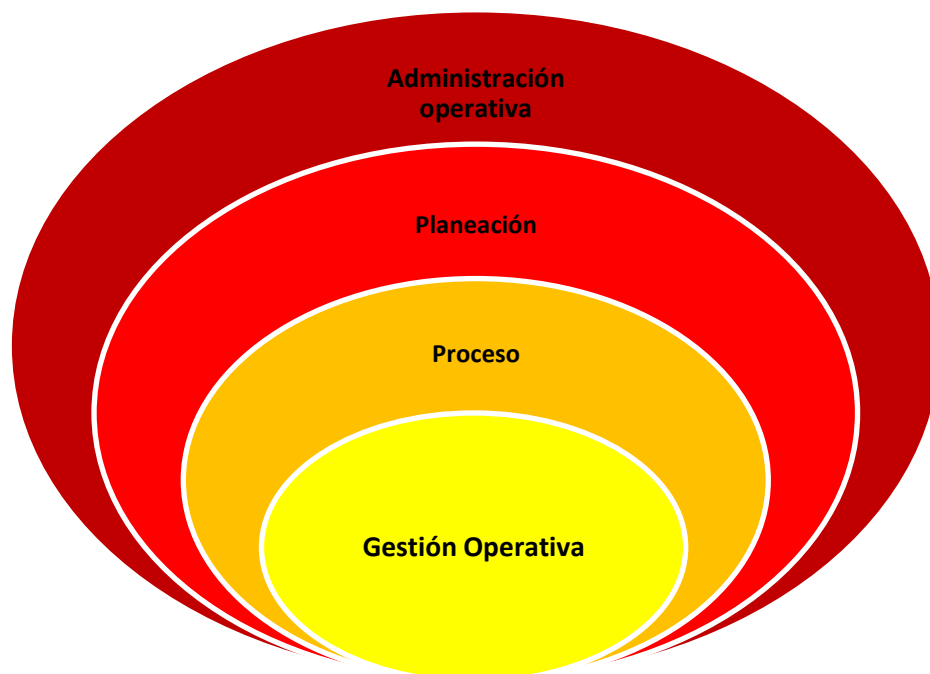 Administración
operativa
Planeación
Proceso
Gestión Operativa